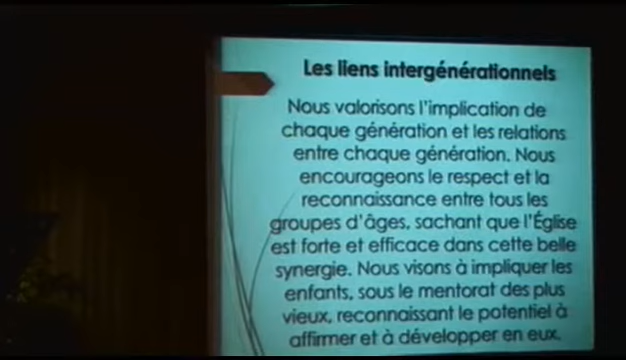 Les liens intergénérationnels
Nous valorisons l'implication de
chaque génération et les relations
entre chaque génération. Nous
encourageons le respect et la
reconnaissance entre tous les
groupes d'âges, sachant que l'Église
est forte et efficace dans cette belle
synergie. Nous visons à impliquer les
enfants, sous le mentorat des plus
vieux, reconnaissant le potentiel à
affirmer et à développer en eux.